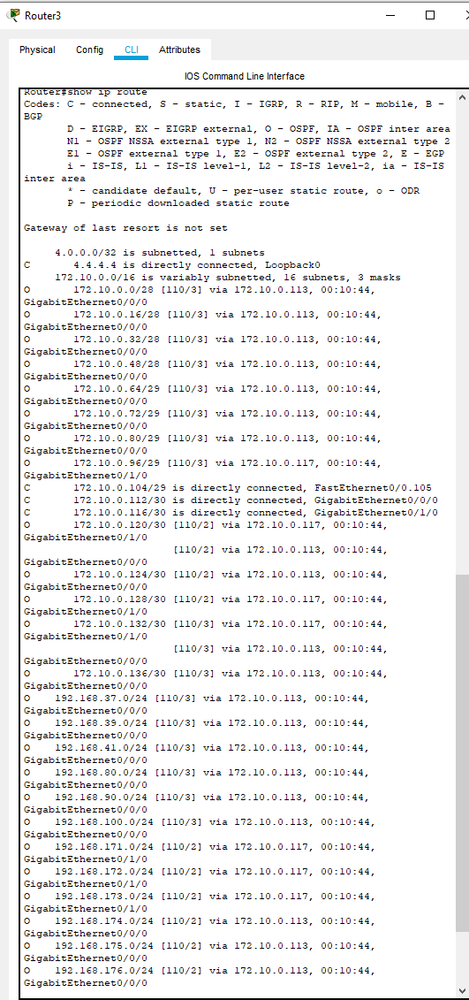 Router3
Physical Config CLI Attributes
IOS Command Line Interface
Router#show ip route
Codes: C - connected, S - static, I - IGRP, R - RIP, M - mobile, B -
BGP
D - EIGRP, EX - EIGRP external, O - OSPF, IA - OSPF inter area
N1 - OSPF NSSA external type 1, N2 - OSPF NSSA external type 2
E1 - OSPF external type 1, E2 - OSPF external type 2, E - EGP
i - IS-IS, L1 - IS-IS level-1, L2 - IS-IS level-2, ia - IS-IS
inter area
* - candidate default, U - per-user static route, o - ODR
P - periodic downloaded static route
Gateway of last resort is not set
4.0.0.0/32 is subnetted, 1 subnets
C 4.4.4.4 is directly connected, Loopback0
172.10.0.0/16 is variably subnetted, 16 subnets, 3 masks
O 172.10.0.0/28 [110/3] via 172.10.0.113, 00:10:44,
GigabitEthernet0/0/0
O 172.10.0.16/28 [110/3] via 172.10.0.113, 00:10:44,
GigabitEthernet0/0/0
O 172.10.0.32/28 [110/3] via 172.10.0.113, 00:10:44,
GigabitEthernet0/0/0
O 172.10.0.48/28 [110/3] via 172.10.0.113, 00:10:44,
GigabitEthernet0/0/0
O 172.10.0.64/29 [110/3] via 172.10.0.113, 00:10:44,
GigabitEthernet0/0/0
O 172.10.0.72/29 [110/3] via 172.10.0.113, 00:10:44,
GigabitEthernet0/0/0
O 172.10.0.80/29 [110/3] via 172.10.0.113, 00:10:44,
GigabitEthernet0/0/0
O 172.10.0.96/29 [110/3] via 172.10.0.117, 00:10:44,
GigabitEthernet0/1/0
C 172.10.0.104/29 is directly connected, FastEthernet0/0.105
C 172.10.0.112/30 is directly connected, GigabitEthernet0/0/0
C 172.10.0.116/30 is directly connected, GigabitEthernet0/1/0
O 172.10.0.120/30 [110/2] via 172.10.0.117, 00:10:44,
GigabitEthernet0/1/0
[110/2] via 172.10.0.113, 00:10:44,
GigabitEthernet0/0/0
O 172.10.0.124/30 [110/2] via 172.10.0.113, 00:10:44,
GigabitEthernet0/0/0
O 172.10.0.128/30 [110/2] via 172.10.0.117, 00:10:44,
GigabitEthernet0/1/0
O 172.10.0.132/30 [110/3] via 172.10.0.117, 00:10:44,
GigabitEthernet0/1/0
[110/3] via 172.10.0.113, 00:10:44,
GigabitEthernet0/0/0
O 172.10.0.136/30 [110/3] via 172.10.0.113, 00:10:44,
GigabitEthernet0/0/0
O 192.168.37.0/24 [110/3] via 172.10.0.113, 00:10:44,
GigabitEthernet0/0/0
O 192.168.39.0/24 [110/3] via 172.10.0.113, 00:10:44,
GigabitEthernet0/0/0
O 192.168.41.0/24 [110/3] via 172.10.0.113, 00:10:44,
GigabitEthernet0/0/0
O 192.168.80.0/24 [110/3] via 172.10.0.113, 00:10:44,
GigabitEthernet0/0/0
O 192.168.90.0/24 [110/3] via 172.10.0.113, 00:10:44,
GigabitEthernet0/0/0
O 192.168.100.0/24 [110/3] via 172.10.0.113, 00:10:44,
GigabitEthernet0/0/0
O 192.168.171.0/24 [110/2] via 172.10.0.117, 00:10:44,
GigabitEthernet0/1/0
O 192.168.172.0/24 [110/2] via 172.10.0.117, 00:10:44,
GigabitEthernet0/1/0
O 192.168.173.0/24 [110/2] via 172.10.0.117, 00:10:44,
GigabitEthernet0/1/0
O 192.168.174.0/24 [110/2] via 172.10.0.113, 00:10:44,
GigabitEthernet0/0/0
O 192.168.175.0/24 [110/2] via 172.10.0.113, 00:10:44,
GigabitEthernet0/0/0
O 192.168.176.0/24 [110/2] via 172.10.0.113, 00:10:44,
GigabitEthernet0/0/0